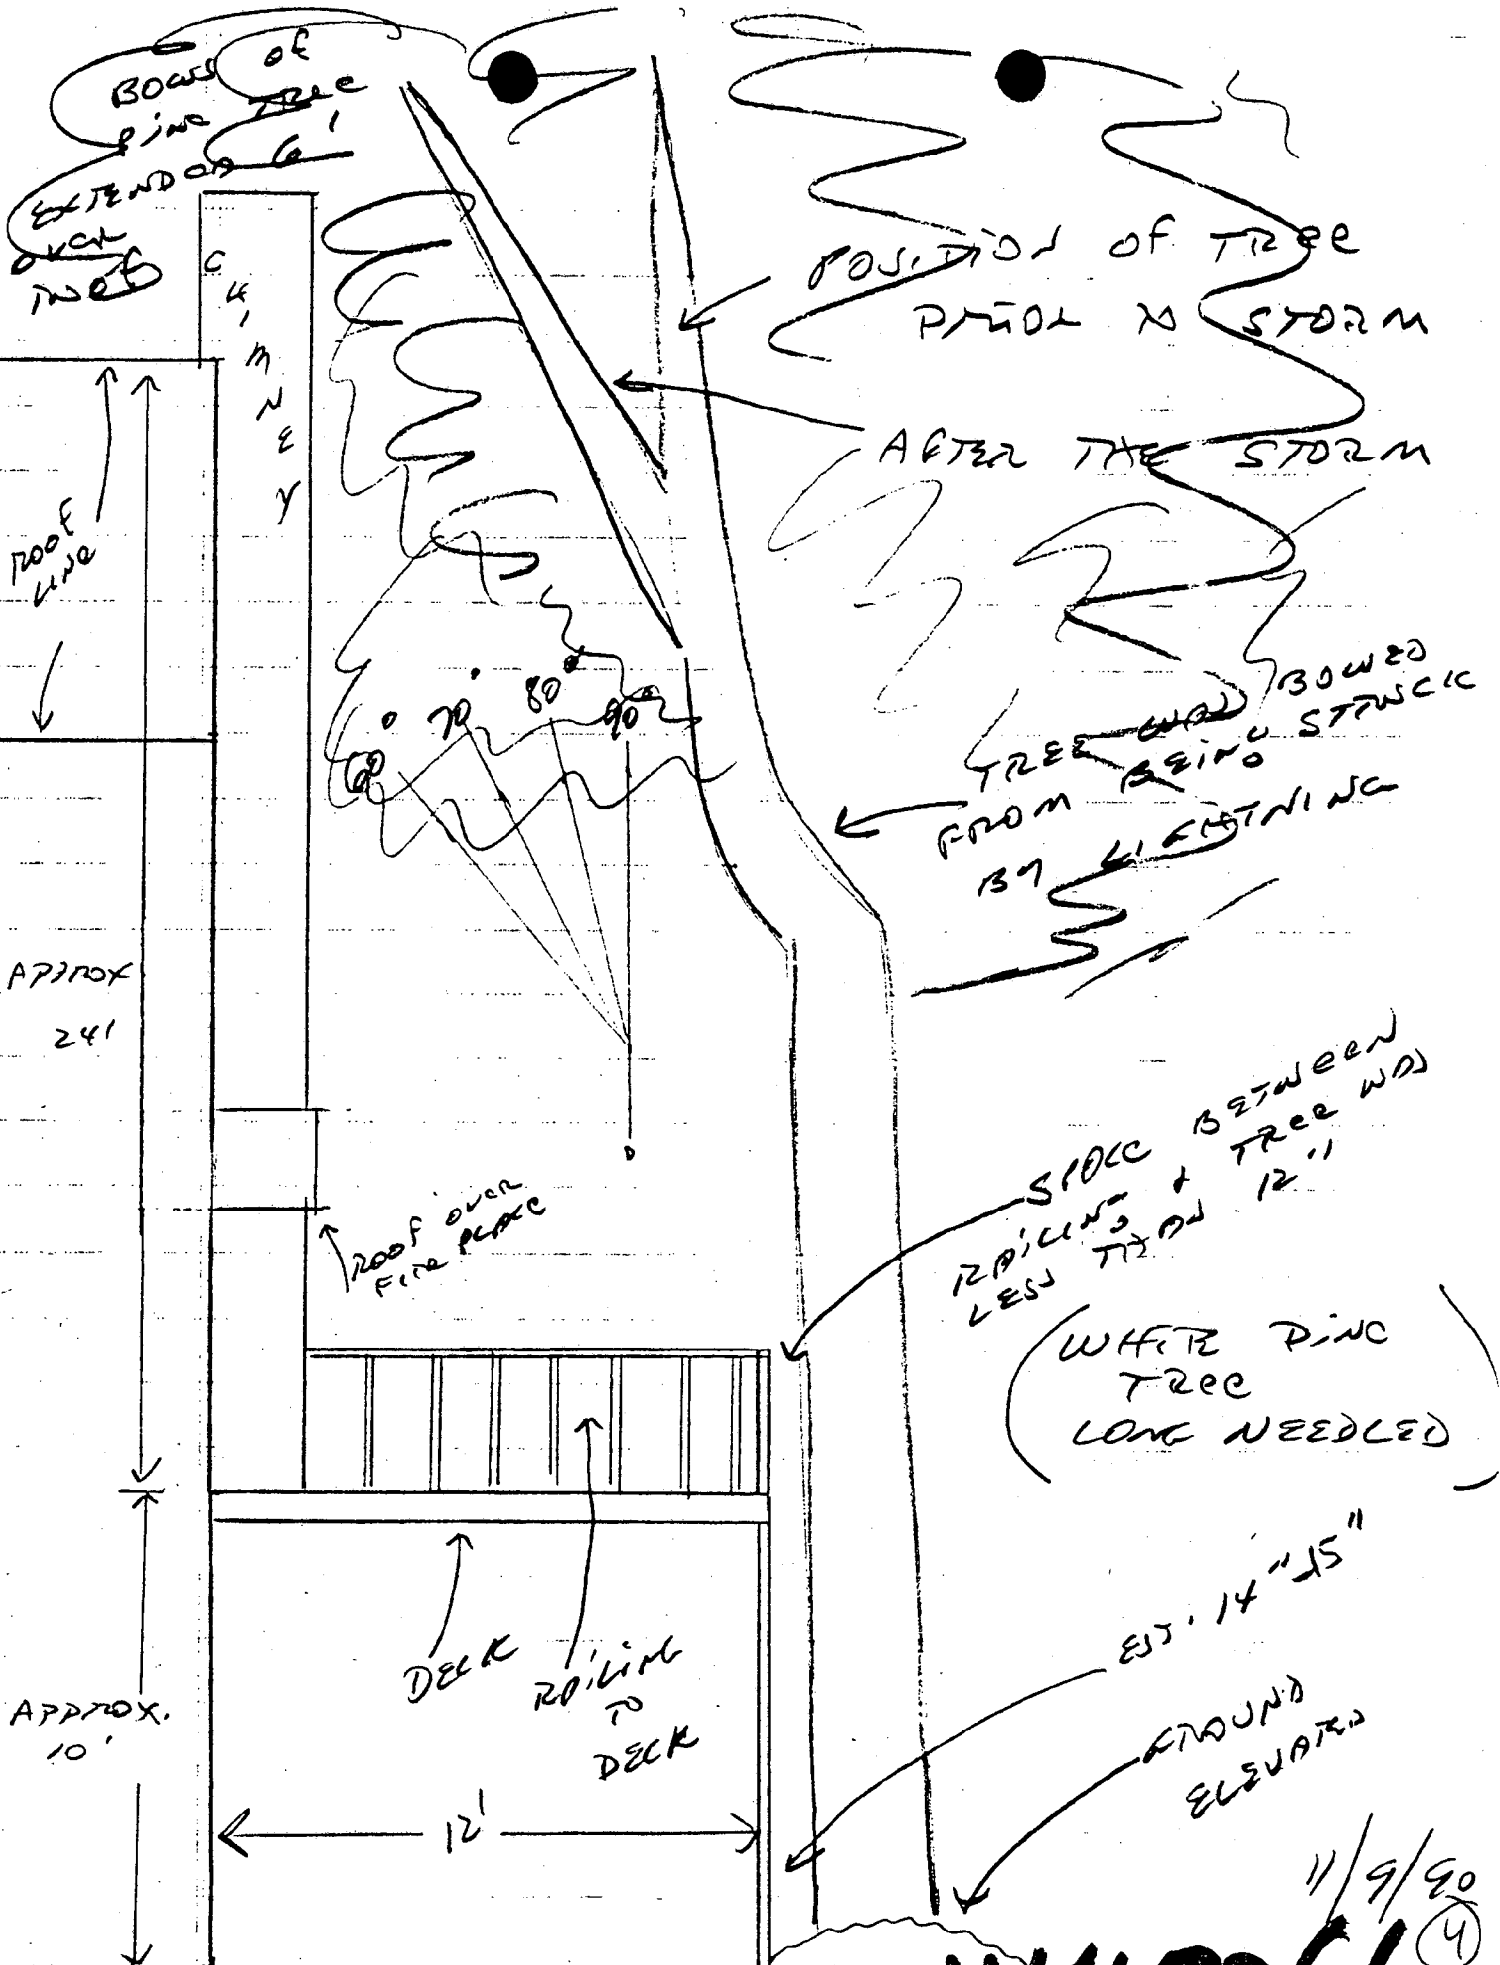 BOWS of
Pine TREE
EXTENDED 6'
over
roof
CHIMNEY
POSITION OF TREE
PRIOR TO STORM
AFTER THE STORM
ROOF
LINE
60° 70° 80° 90°
TREE WAS BOWED
FROM BEING STRUCK
BY LIGHTNING
APPROX
24'
SPACE BETWEEN
RAILING & TREE WAS
LESS THAN 12"
ROOF OVER
FIRE PLACE
(WHITE PINE
TREE
LONG NEEDLED)
EST. 14" 15"
DECK
RAILING
TO
DECK
GROUND
ELEVATED
APPROX.
10'
12'
11/9/90
4